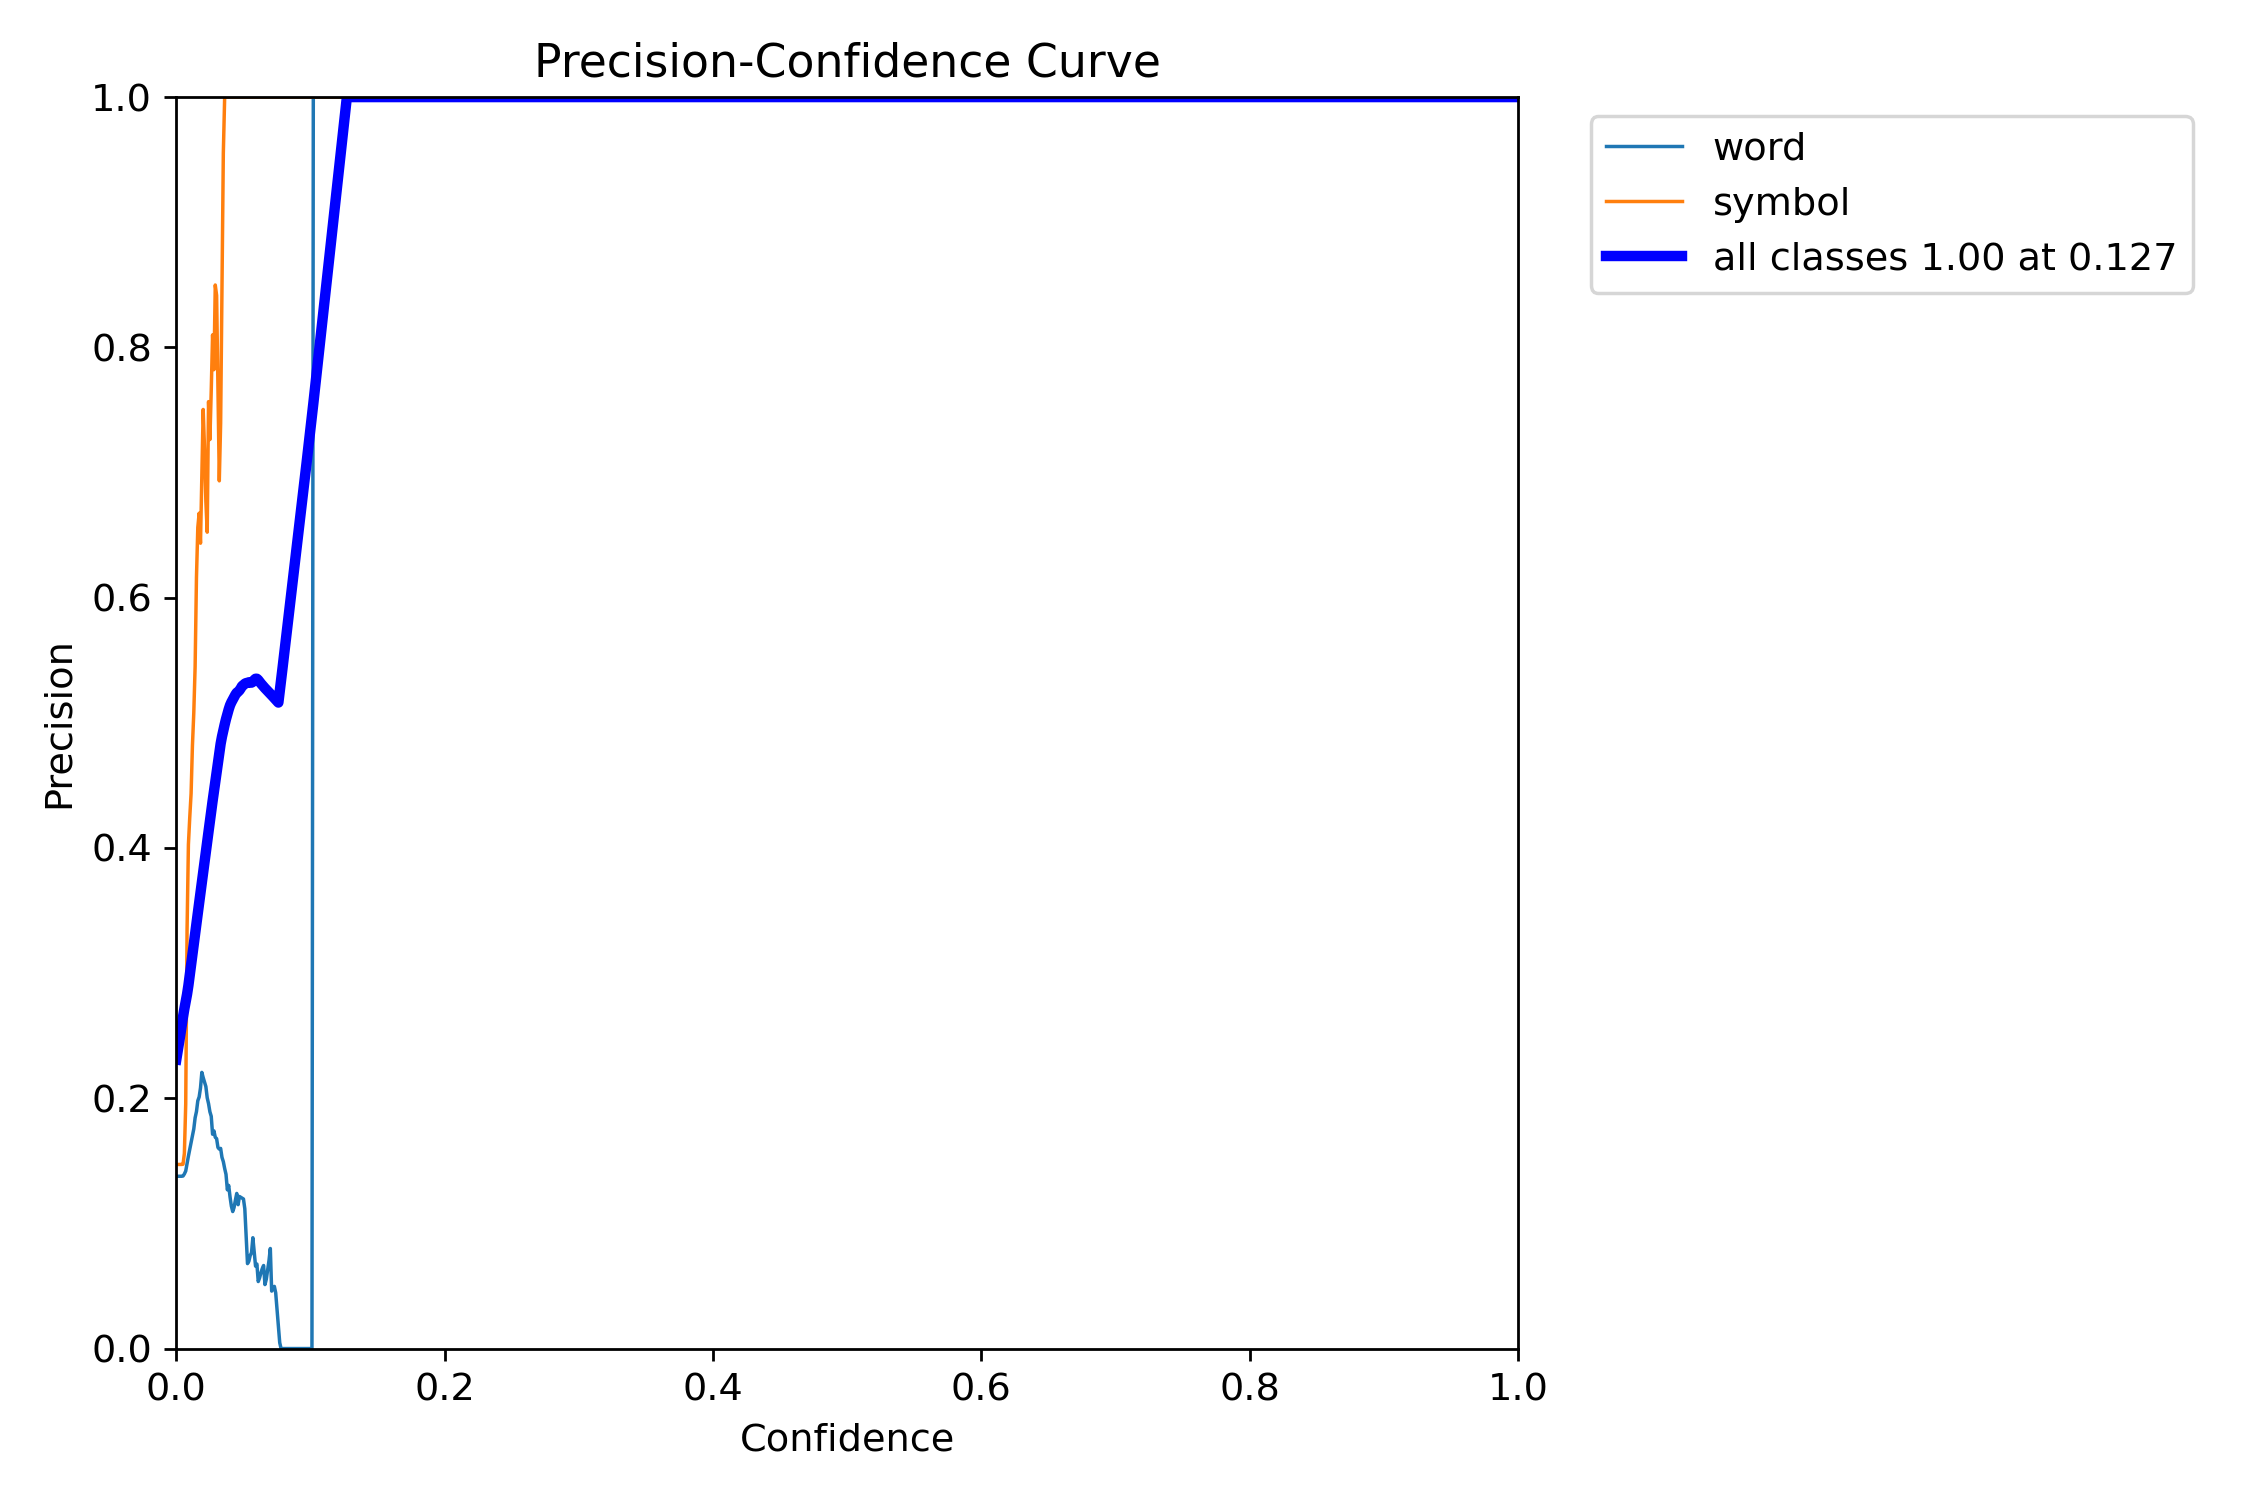 Precision-Confidence Curve
word
symbol
all classes 1.00 at 0.127
Precision
1.0
0.8
0.6
0.4
0.2
0.0
0.0 0.2 0.4 0.6 0.8 1.0
Confidence